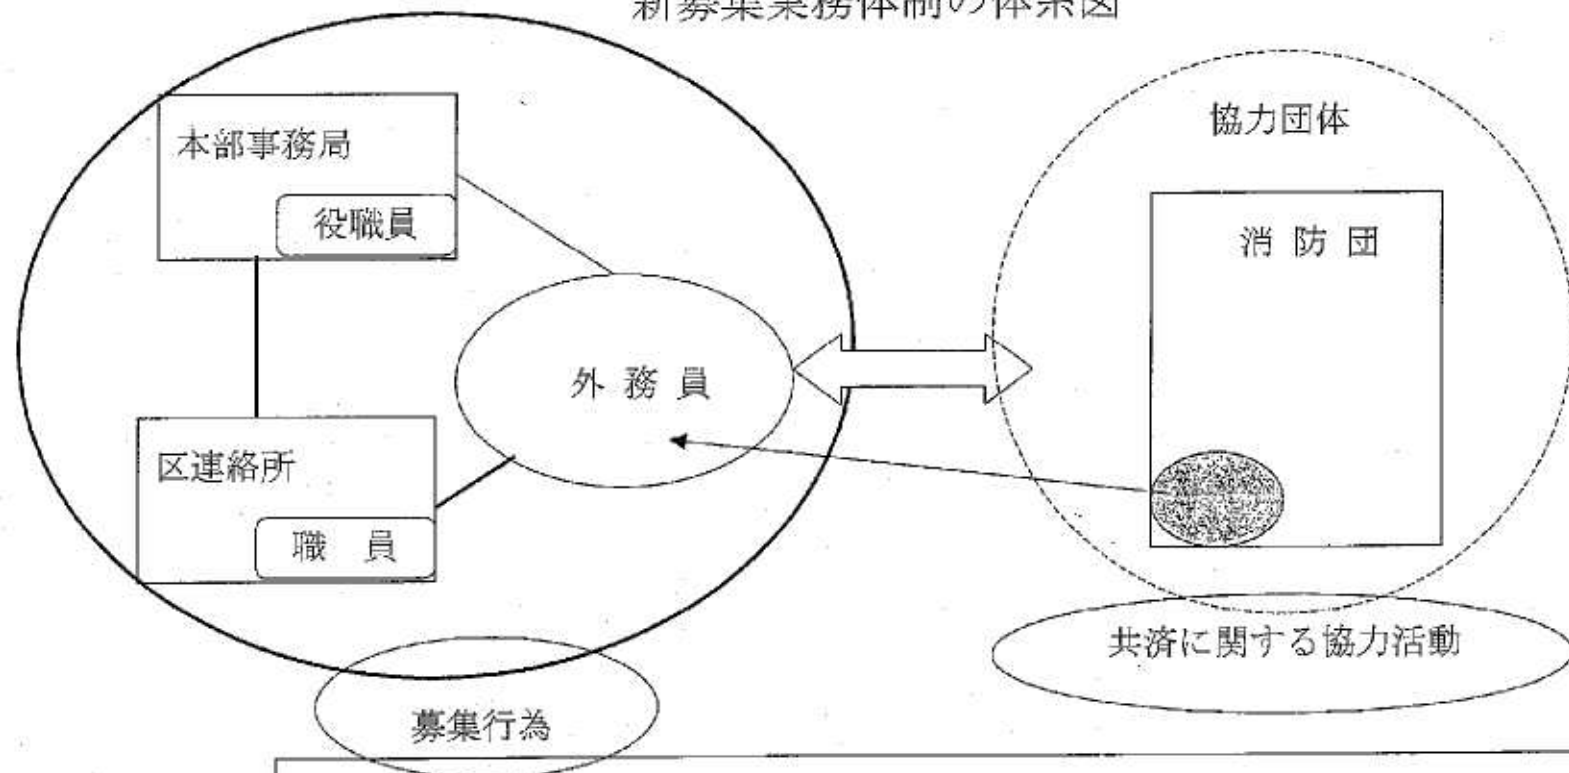 新募集業務体制の体系図
本部事務局
役職員
協力団体
消防団
外務員
区連絡所
職員
共済に関する協力活動
募集行為